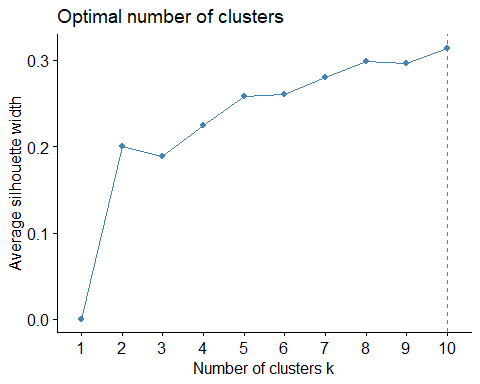 Optimal number of clusters
Average silhouette width
0.3
0.2
0.1
0.0
1 2 3 4 5 6 7 8 9 10
Number of clusters k